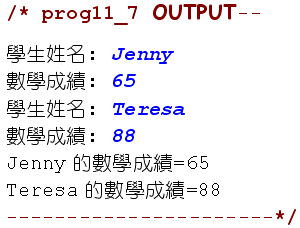 /* prog11_7 OUTPUT--
學生姓名: Jenny
數學成績: 65
學生姓名: Teresa
數學成績: 88
Jenny 的數學成績=65
Teresa 的數學成績=88
----------------------*/